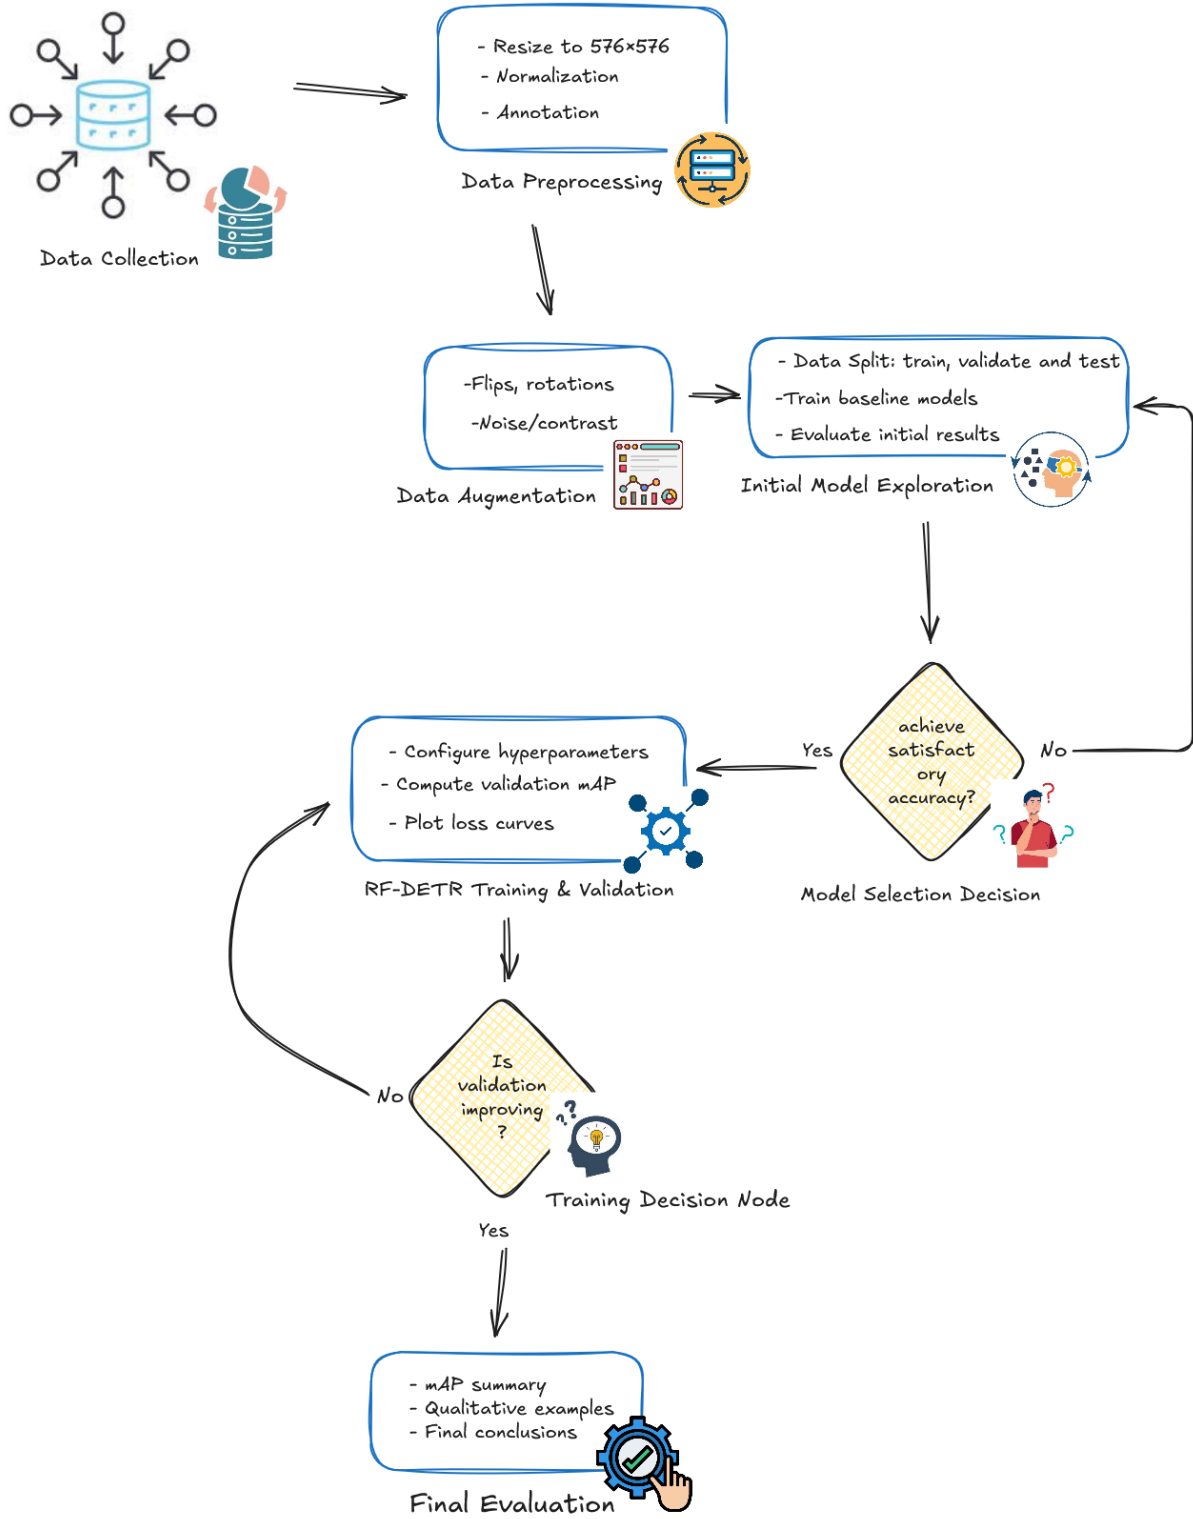 - Resize to 576×576
- Normalization
- Annotation
Data Preprocessing
Data Collection
-Flips, rotations
-Noise/contrast
Data Augmentation
- Data Split: train, validate and test
-Train baseline models
- Evaluate initial results
Initial Model Exploration
achieve
satisfact
ory
accuracy?
Yes
No
Model Selection Decision
- Configure hyperparameters
- Compute validation mAP
- Plot loss curves
RF-DETR Training & Validation
Is
validation
improving
?
No
Training Decision Node
Yes
- mAP summary
- Qualitative examples
- Final conclusions
Final Evaluation